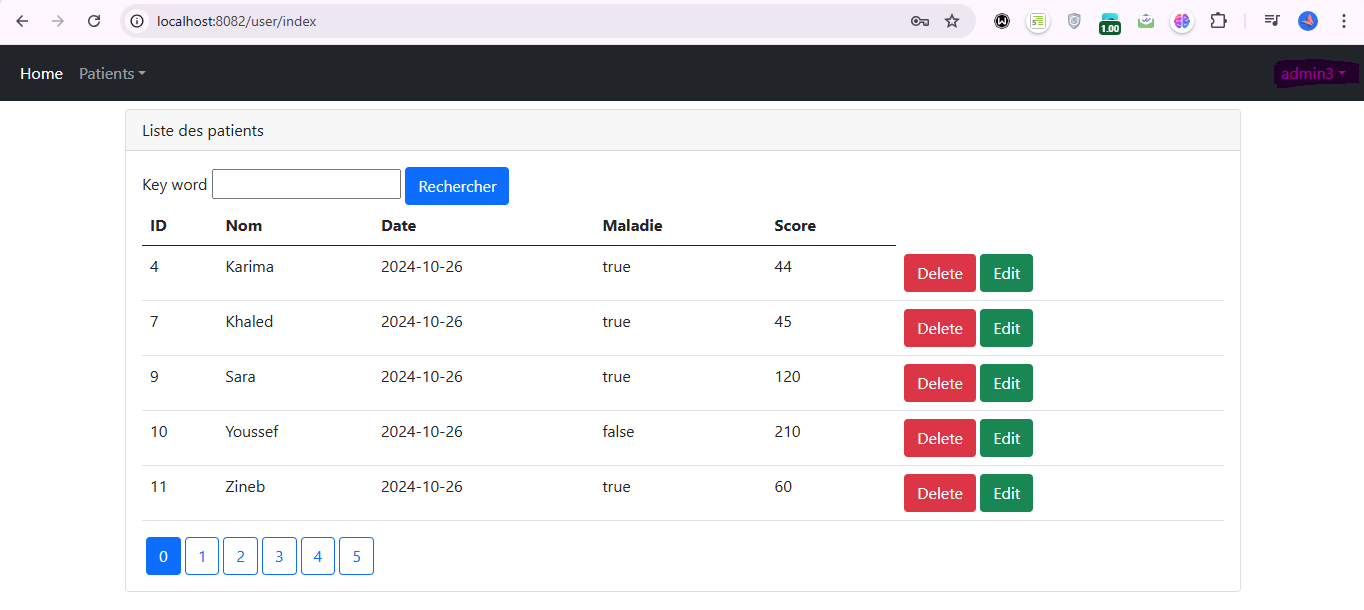 localhost:8082/user/index
1.00
Home Patients admin3
Liste des patients
Key word Rechercher
ID Nom Date Maladie Score
4 Karima 2024-10-26 true 44 Delete Edit
7 Khaled 2024-10-26 true 45 Delete Edit
9 Sara 2024-10-26 true 120 Delete Edit
10 Youssef 2024-10-26 false 210 Delete Edit
11 Zineb 2024-10-26 true 60 Delete Edit
0 1 2 3 4 5